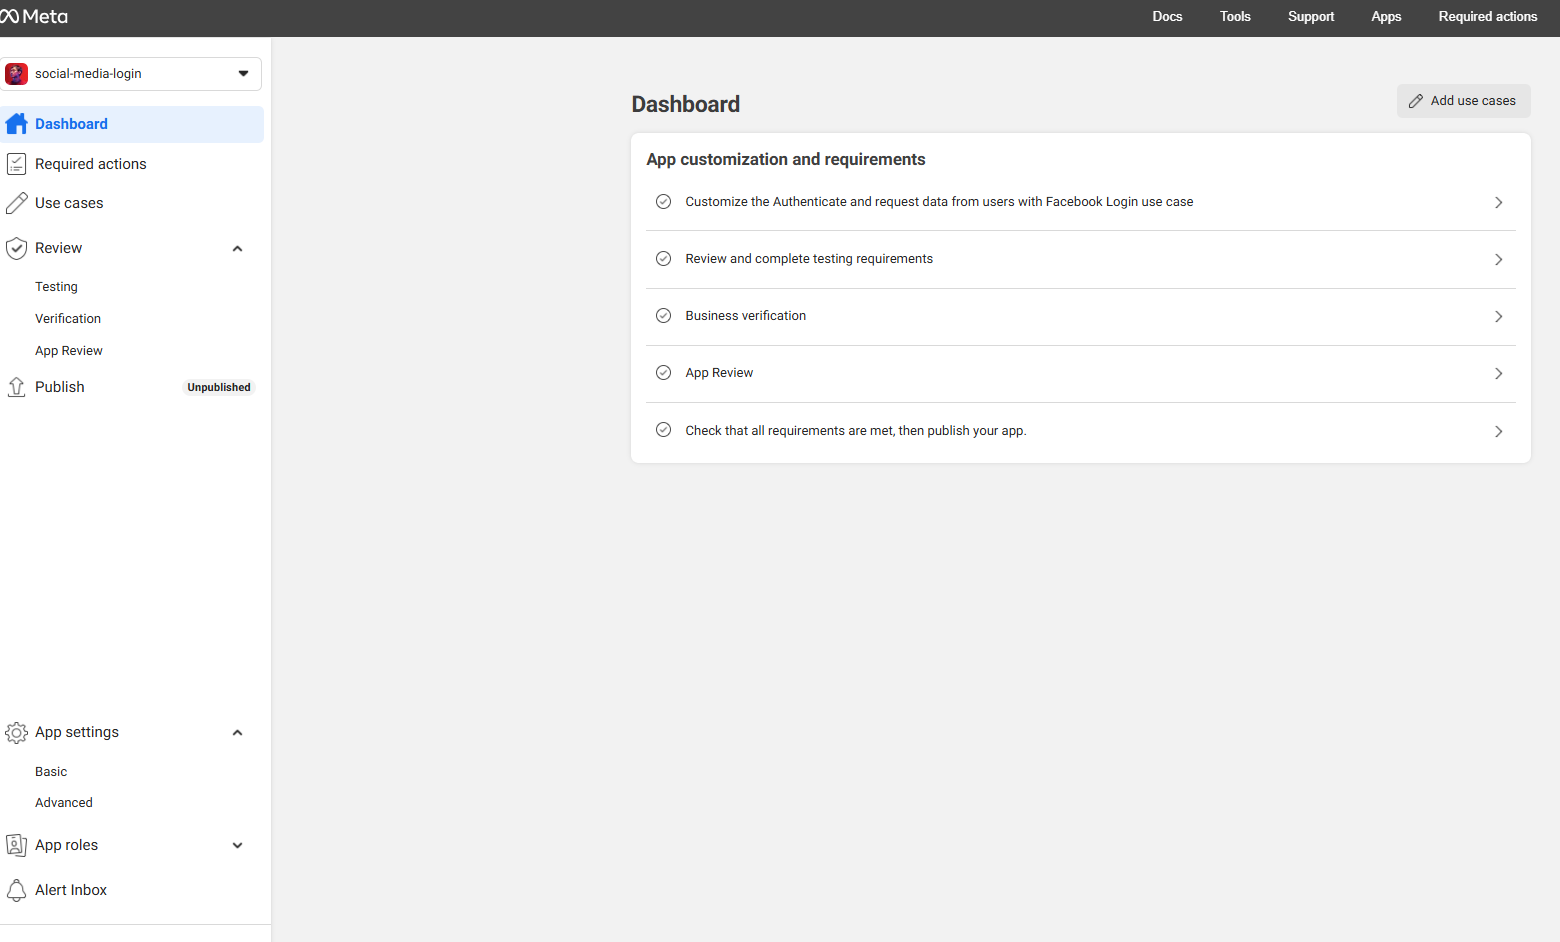 Meta
Docs
Tools
Support
Apps
Required actions
social-media-login
Dashboard
Required actions
Use cases
Review
Testing
Verification
App Review
Publish
Unpublished
App settings
Basic
Advanced
App roles
Alert Inbox
Dashboard
Add use cases
App customization and requirements
Customize the Authenticate and request data from users with Facebook Login use case
Review and complete testing requirements
Business verification
App Review
Check that all requirements are met, then publish your app.